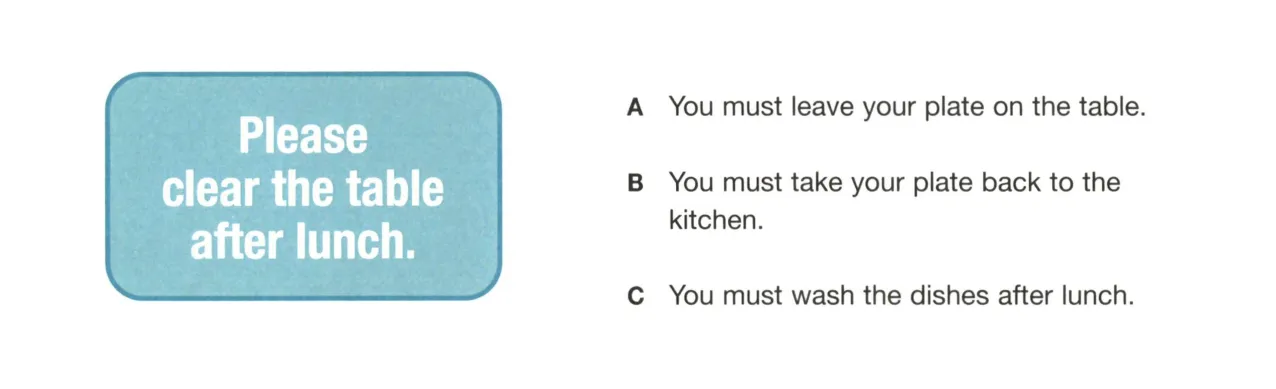 Please
clear the table
after lunch.
A You must leave your plate on the table.
B You must take your plate back to the
kitchen.
C You must wash the dishes after lunch.